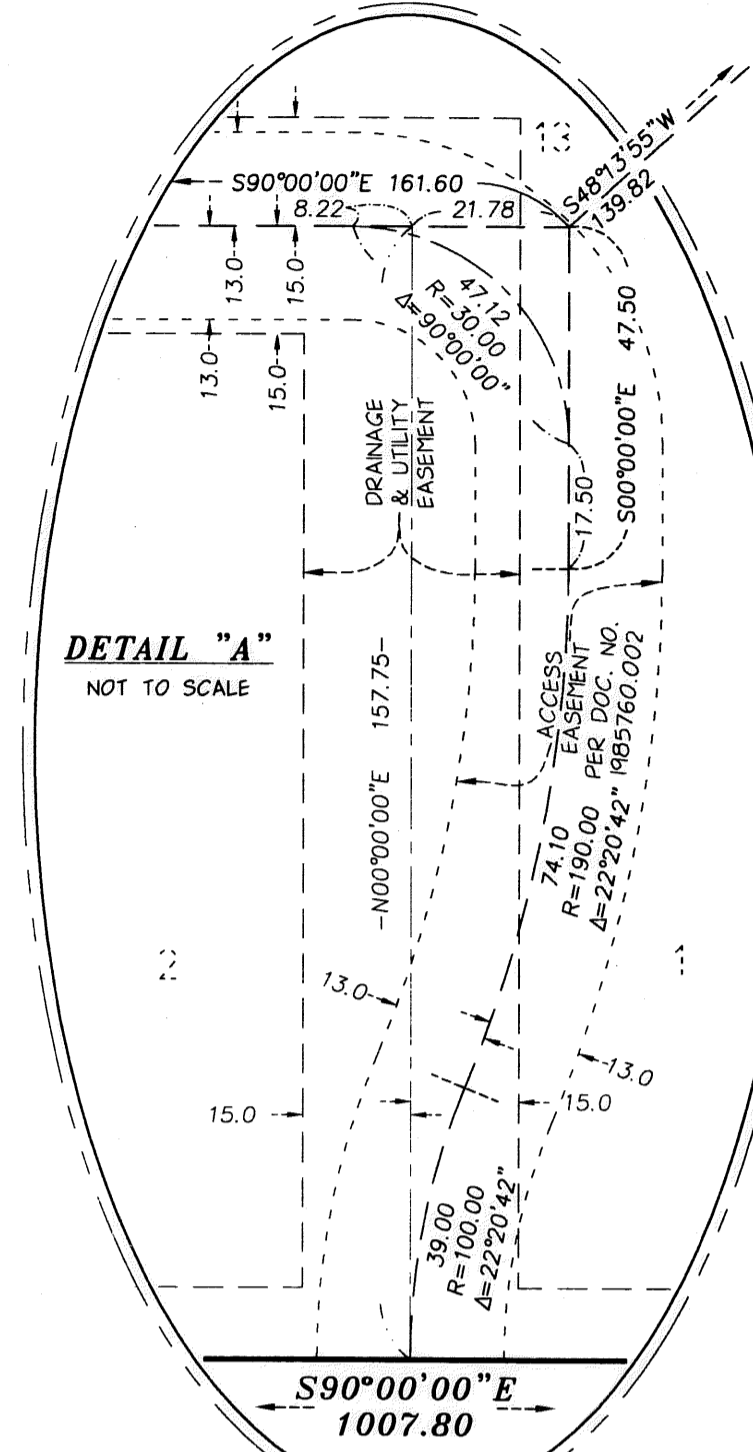 13
S48°13'55"W
139.82
S90°00'00"E 161.60
8.22
21.78
13.0
15.0
47.12
R=30.00
Δ=90°00'00"
S00°00'00"E 47.50
13.0
15.0
DRAINAGE
& UTILITY
EASEMENT
17.50
DETAIL "A"
NOT TO SCALE
N00°00'00"E 157.75
ACCESS
EASEMENT
PER DOC. NO.
1985760.002
74.10
R=190.00
Δ=22°20'42"
2
1
13.0
13.0
15.0
15.0
39.00
R=100.00
Δ=22°20'42"
S90°00'00"E
1007.80